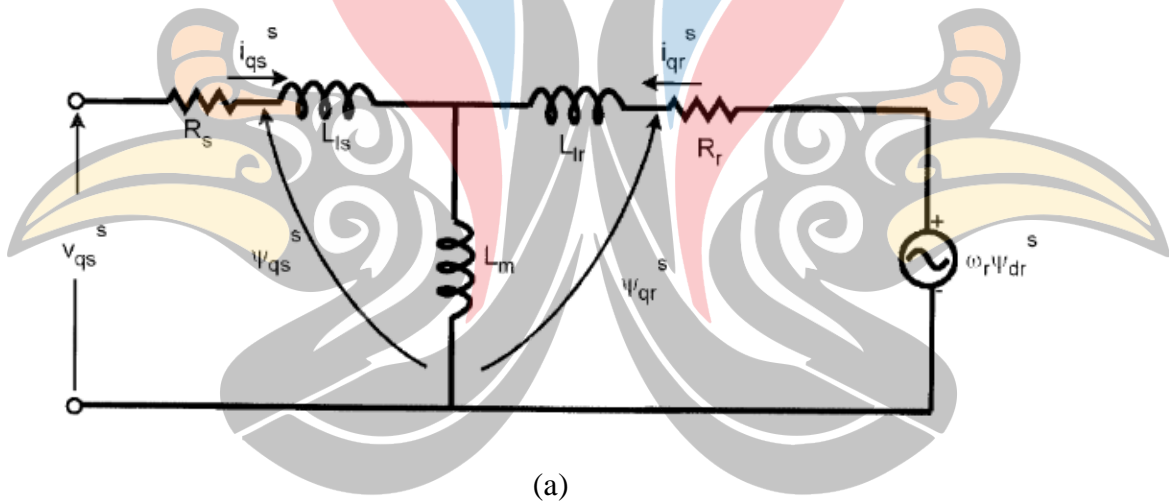 i_qs^s
i_qr^s
R_s
L_ls
L_lr
R_r
v_qs^s
ψ_qs^s
L_m
ψ_qr^s
+
-
ω_rψ_dr^s
(a)